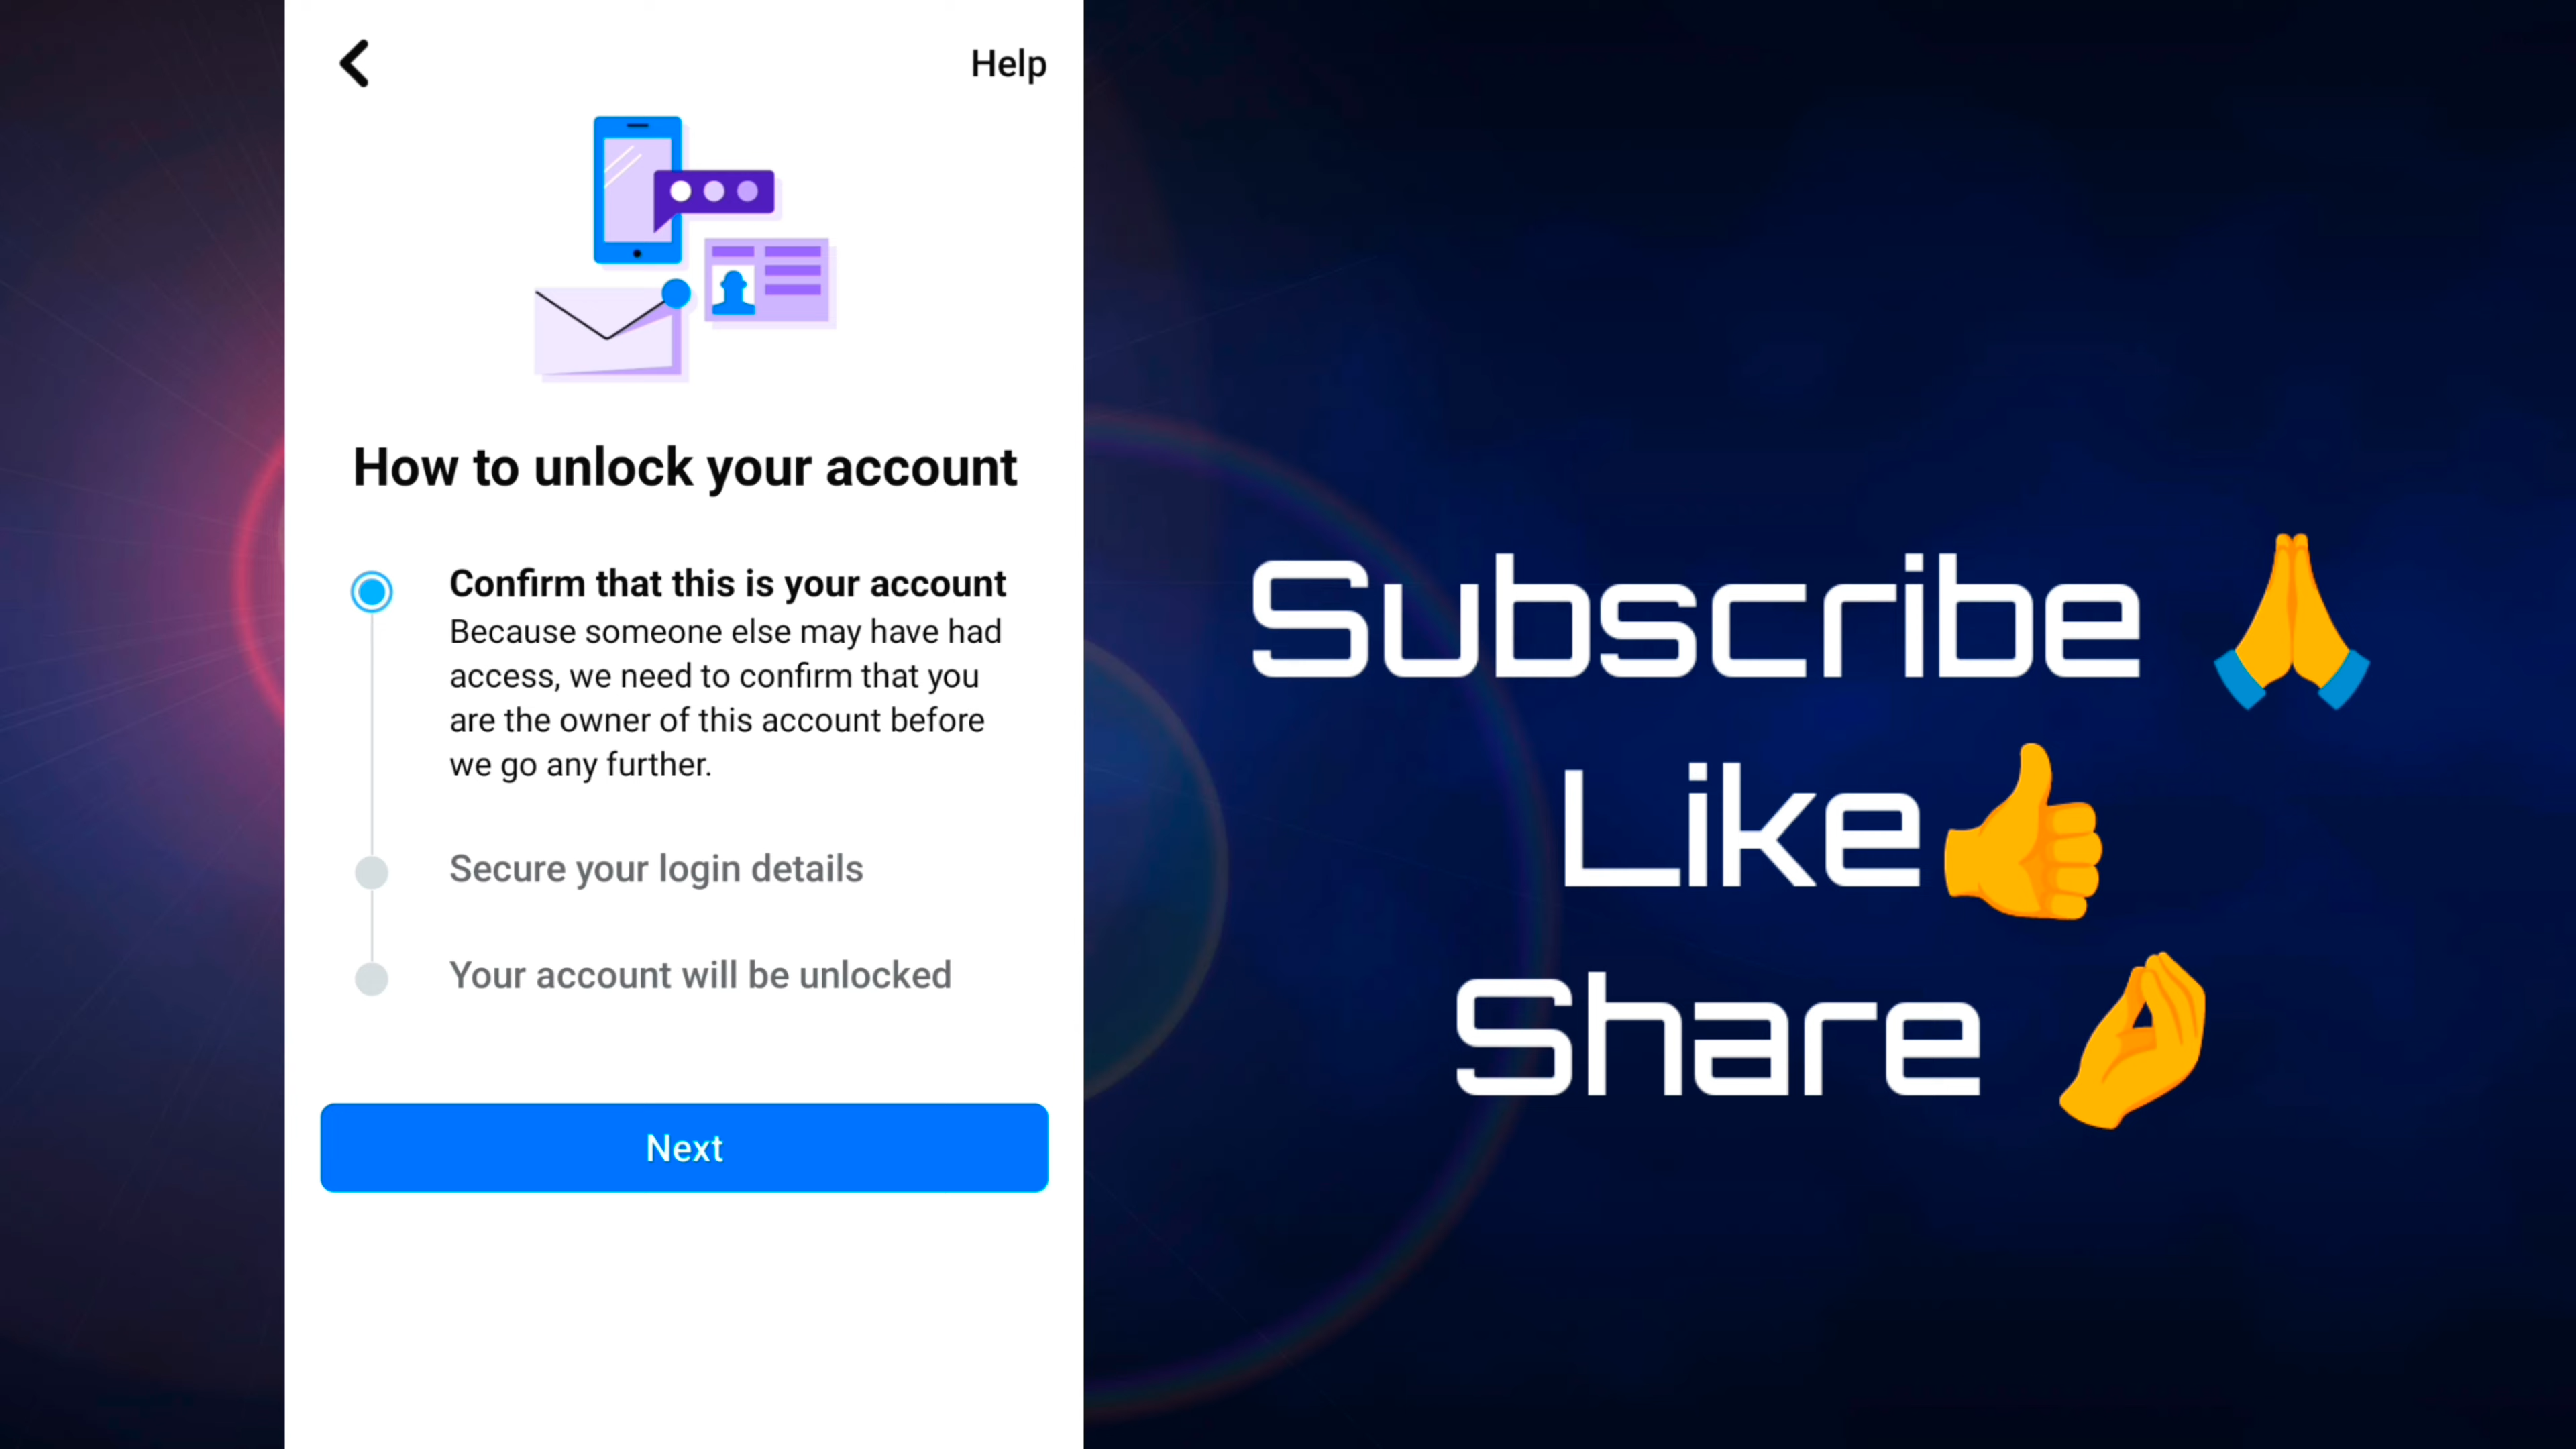 Help
How to unlock your account
Confirm that this is your account
Because someone else may have had
access, we need to confirm that you
are the owner of this account before
we go any further.
Secure your login details
Your account will be unlocked
Next
Subscribe 🙏
Like👍
Share 🤌